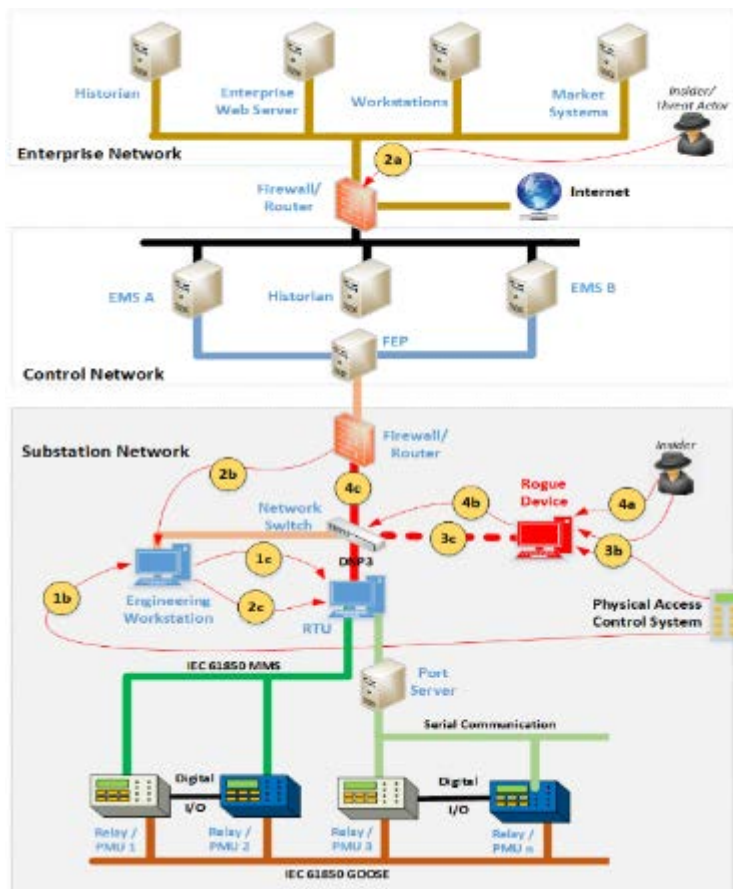 Historian
Enterprise
Web Server
Workstations
Market
Systems
Insider/
Threat Actor
Enterprise Network
2a
Firewall/
Router
Internet
EMS A
Historian
EMS B
FEP
Control Network
Firewall/
Router
Substation Network
Insider
2b
4c
Rogue
Device
4b
4a
Network
Switch
3c
3b
DNP3
1c
1b
Engineering
Workstation
2c
RTU
Physical Access
Control System
IEC 61850 MMS
Port
Server
Serial Communication
Digital
I/O
Digital
I/O
Relay /
PMU 1
Relay /
PMU 2
Relay /
PMU 3
Relay /
PMU n
IEC 61850 GOOSE